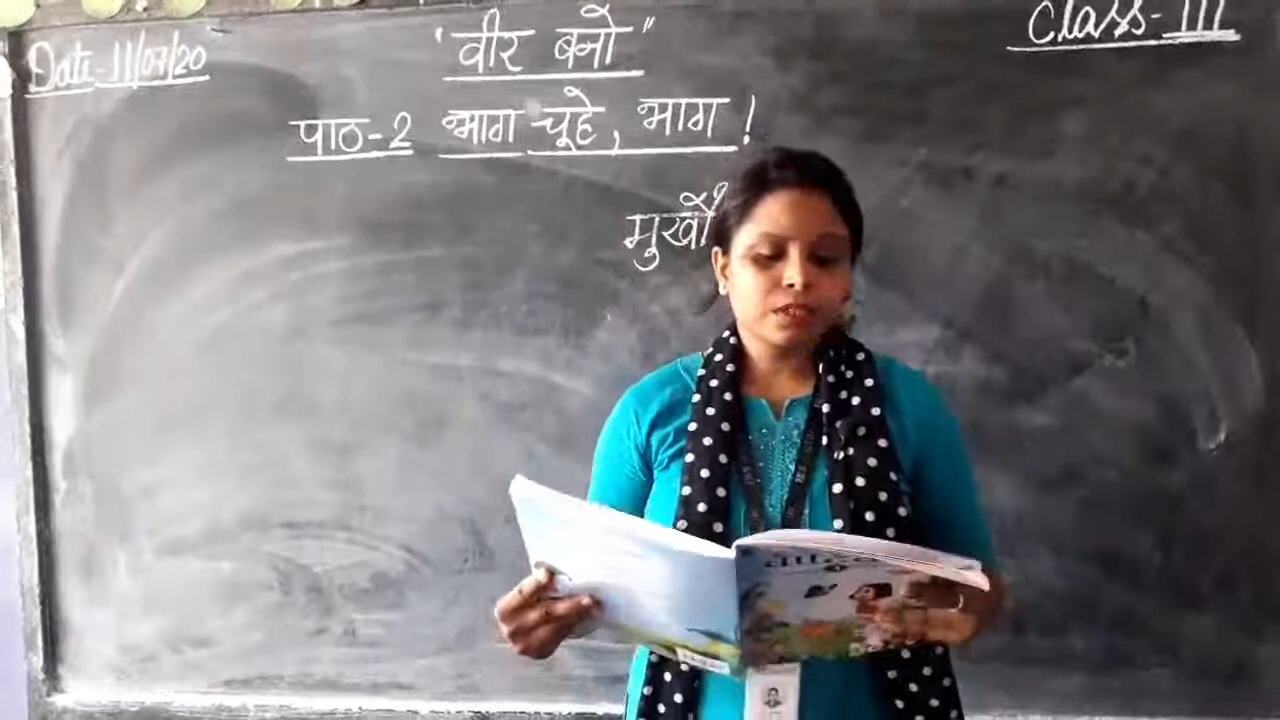 Date-11/07/20
"वीर बनो"
Class-III
पाठ-2 भाग चूहे, भाग!